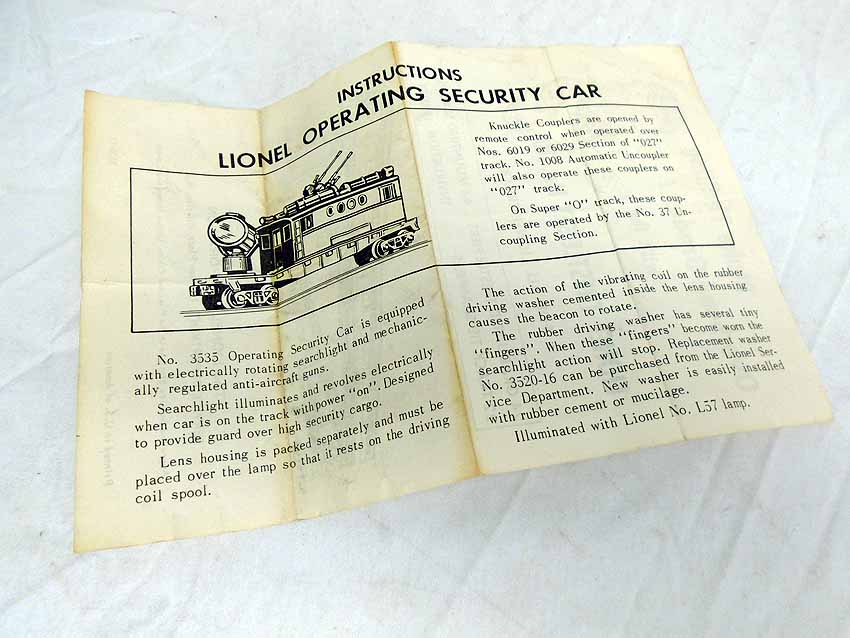 INSTRUCTIONS
LIONEL OPERATING SECURITY CAR
Knuckle Couplers are opened by
remote control when operated over
Nos. 6019 or 6029 Section of "027"
track. No. 1008 Automatic Uncoupler
will also operate these couplers on
"027" track.
On Super "O" track, these coup-
lers are operated by the No. 37 Un-
coupling Section.
No. 3535 Operating Security Car is equipped
with electrically rotating searchlight and mechanic-
ally regulated anti-aircraft guns.
Searchlight illuminates and revolves electrically
when car is on the track with power "on". Designed
to provide guard over high security cargo.
Lens housing is packed separately and must be
placed over the lamp so that it rests on the driving
coil spool.
The action of the vibrating coil on the rubber
driving washer cemented inside the lens housing
causes the beacon to rotate.
The rubber driving washer has several tiny
"fingers". When these "fingers" become worn the
searchlight action will stop. Replacement washer
No. 3520-16 can be purchased from the Lionel Ser-
vice Department. New washer is easily installed
with rubber cement or mucilage.
Illuminated with Lionel No. L57 lamp.